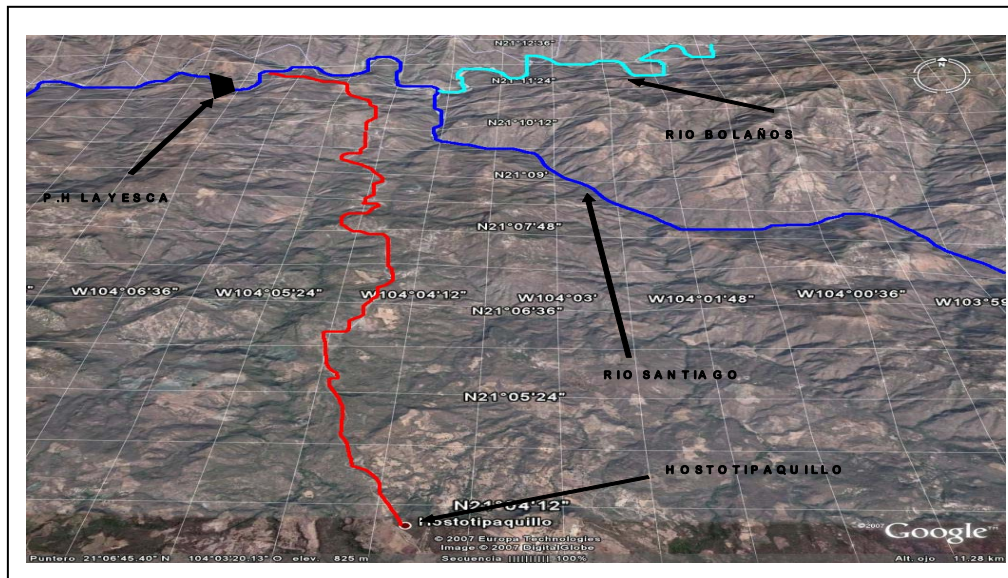 N21°12'36"
N21°11'24"
RIO BOLAÑOS
N21°10'12"
N21°09'
P.H LA YESCA
N21°07'48"
W104°06'36" W104°05'24" W104°04'12" W104°03' W104°01'48" W104°00'36" W103°59
N21°06'36"
RIO SANTIAGO
N21°05'24"
HOSTOTIPAQUILLO
N21°04'12"
Hostotipaquillo
©2007 Google
© 2007 Europa Technologies
Image © 2007 DigitalGlobe
Puntero 21°06'45.40" N 104°03'20.13" O elev. 825 m Secuencia 100% Alt. ojo 11.28 km